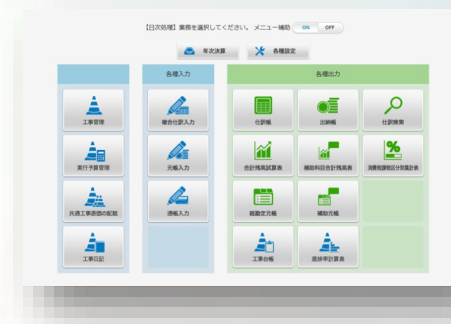 【日次処理】業務を選択してください。 メニュー補助 ON OFF
年次決算 各種設定
各種入力 各種出力
工事管理 複合仕訳入力 仕訳帳 出納帳 仕訳検索
実行予算管理 元帳入力 合計残高試算表 補助科目合計残高表 消費税課税区分別集計表
共通工事原価の配賦 通帳入力 総勘定元帳 補助元帳
工事日記 工事台帳 進捗率計算表